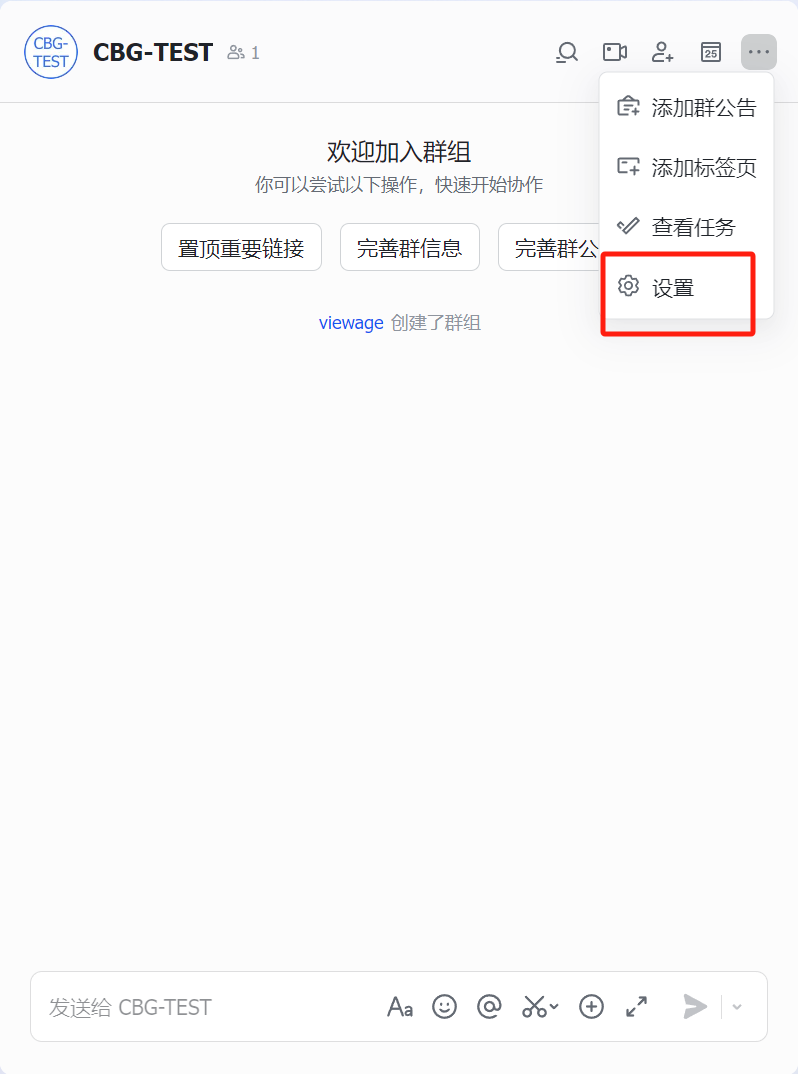 CBG-
TEST
CBG-TEST 1
25
添加群公告
添加标签页
查看任务
设置
欢迎加入群组
你可以尝试以下操作，快速开始协作
置顶重要链接 完善群信息 完善群公
viewage 创建了群组
发送给 CBG-TEST
Aa